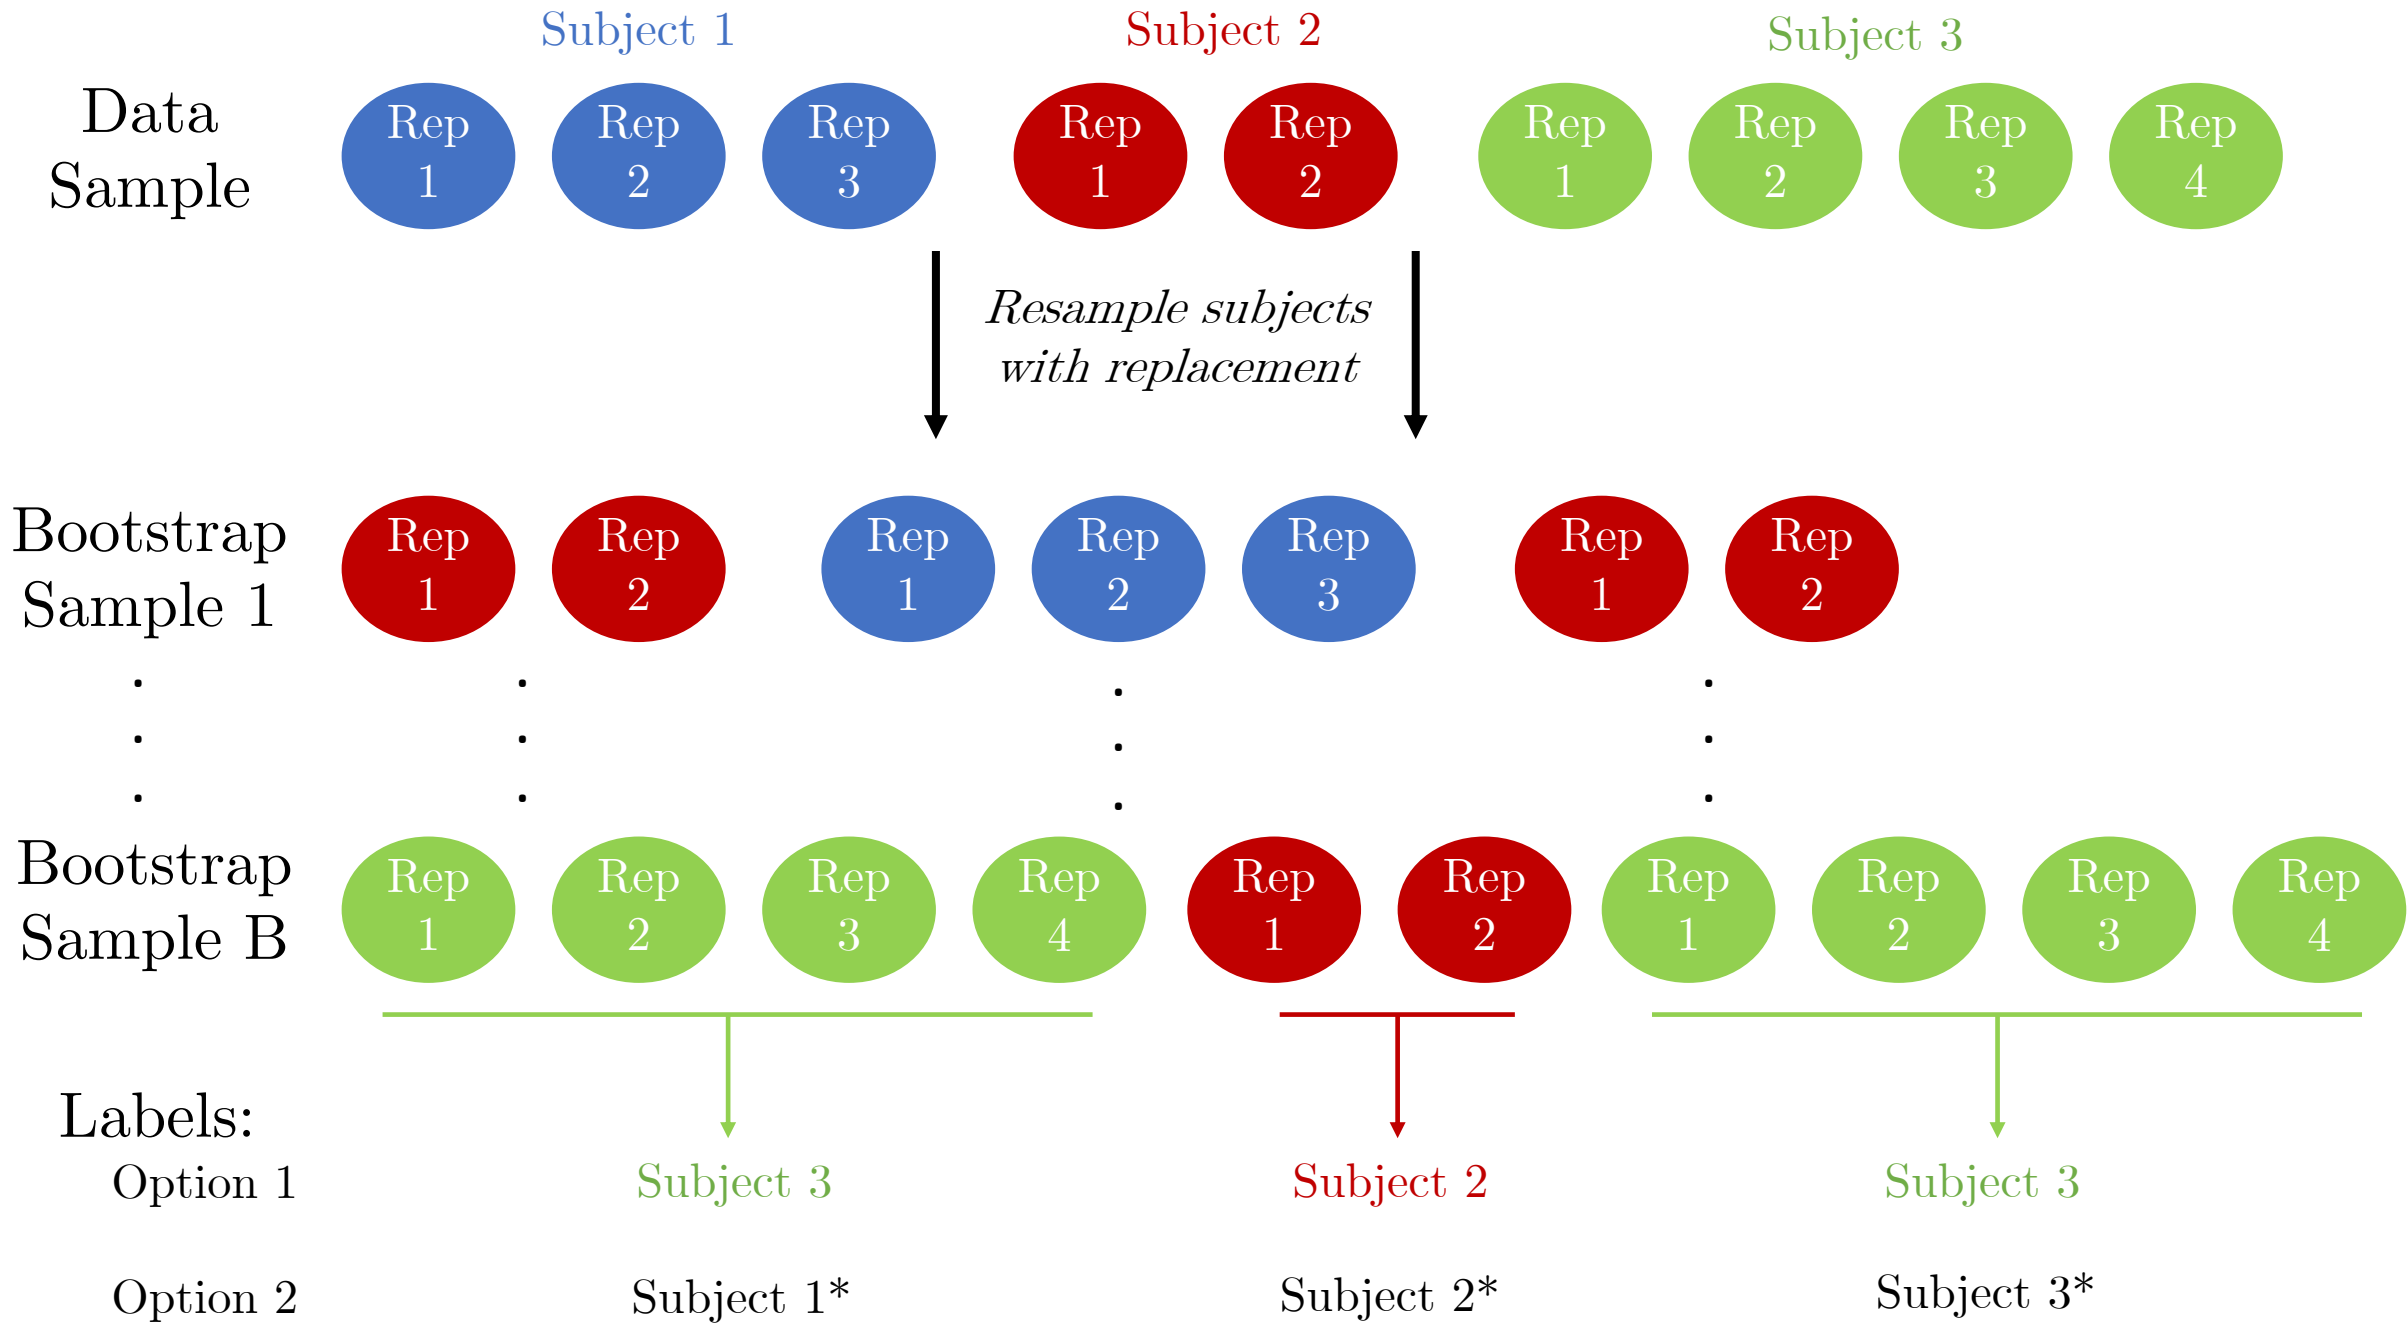 Subject 1
Subject 2
Subject 3
Data
Sample
Rep
1
Rep
2
Rep
3
Rep
1
Rep
2
Rep
1
Rep
2
Rep
3
Rep
4
Resample subjects
with replacement
Bootstrap
Sample 1
Rep
1
Rep
2
Rep
1
Rep
2
Rep
3
Rep
1
Rep
2
Bootstrap
Sample B
Rep
1
Rep
2
Rep
3
Rep
4
Rep
1
Rep
2
Rep
1
Rep
2
Rep
3
Rep
4
Labels:
Option 1
Subject 3
Subject 2
Subject 3
Option 2
Subject 1*
Subject 2*
Subject 3*